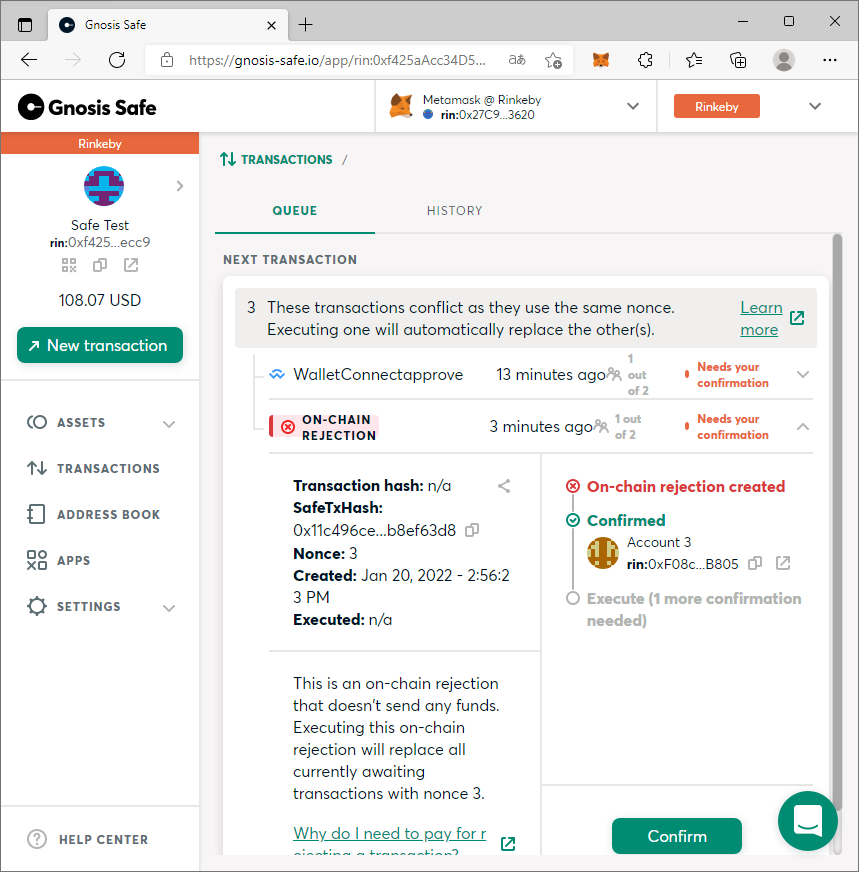 Gnosis Safe
https://gnosis-safe.io/app/rin:0xf425aAcc34D5...
aあ
Gnosis Safe
Metamask @ Rinkeby
rin:0x27C9...3620
Rinkeby
Rinkeby
Safe Test
rin:0xf425...ecc9
108.07 USD
New transaction
ASSETS
TRANSACTIONS
ADDRESS BOOK
APPS
SETTINGS
HELP CENTER
TRANSACTIONS /
QUEUE
HISTORY
NEXT TRANSACTION
3 These transactions conflict as they use the same nonce.
Executing one will automatically replace the other(s).
Learn
more
WalletConnectapprove
13 minutes ago
1
out
of 2
Needs your
confirmation
ON-CHAIN
REJECTION
3 minutes ago
1 out
of 2
Needs your
confirmation
Transaction hash: n/a
SafeTxHash:
0x11c496ce...b8ef63d8
Nonce: 3
Created: Jan 20, 2022 - 2:56:2
3 PM
Executed: n/a
On-chain rejection created
Confirmed
Account 3
rin:0xF08c...B805
Execute (1 more confirmation
needed)
This is an on-chain rejection
that doesn't send any funds.
Executing this on-chain
rejection will replace all
currently awaiting
transactions with nonce 3.
Why do I need to pay for r
ejecting a transaction?
Confirm